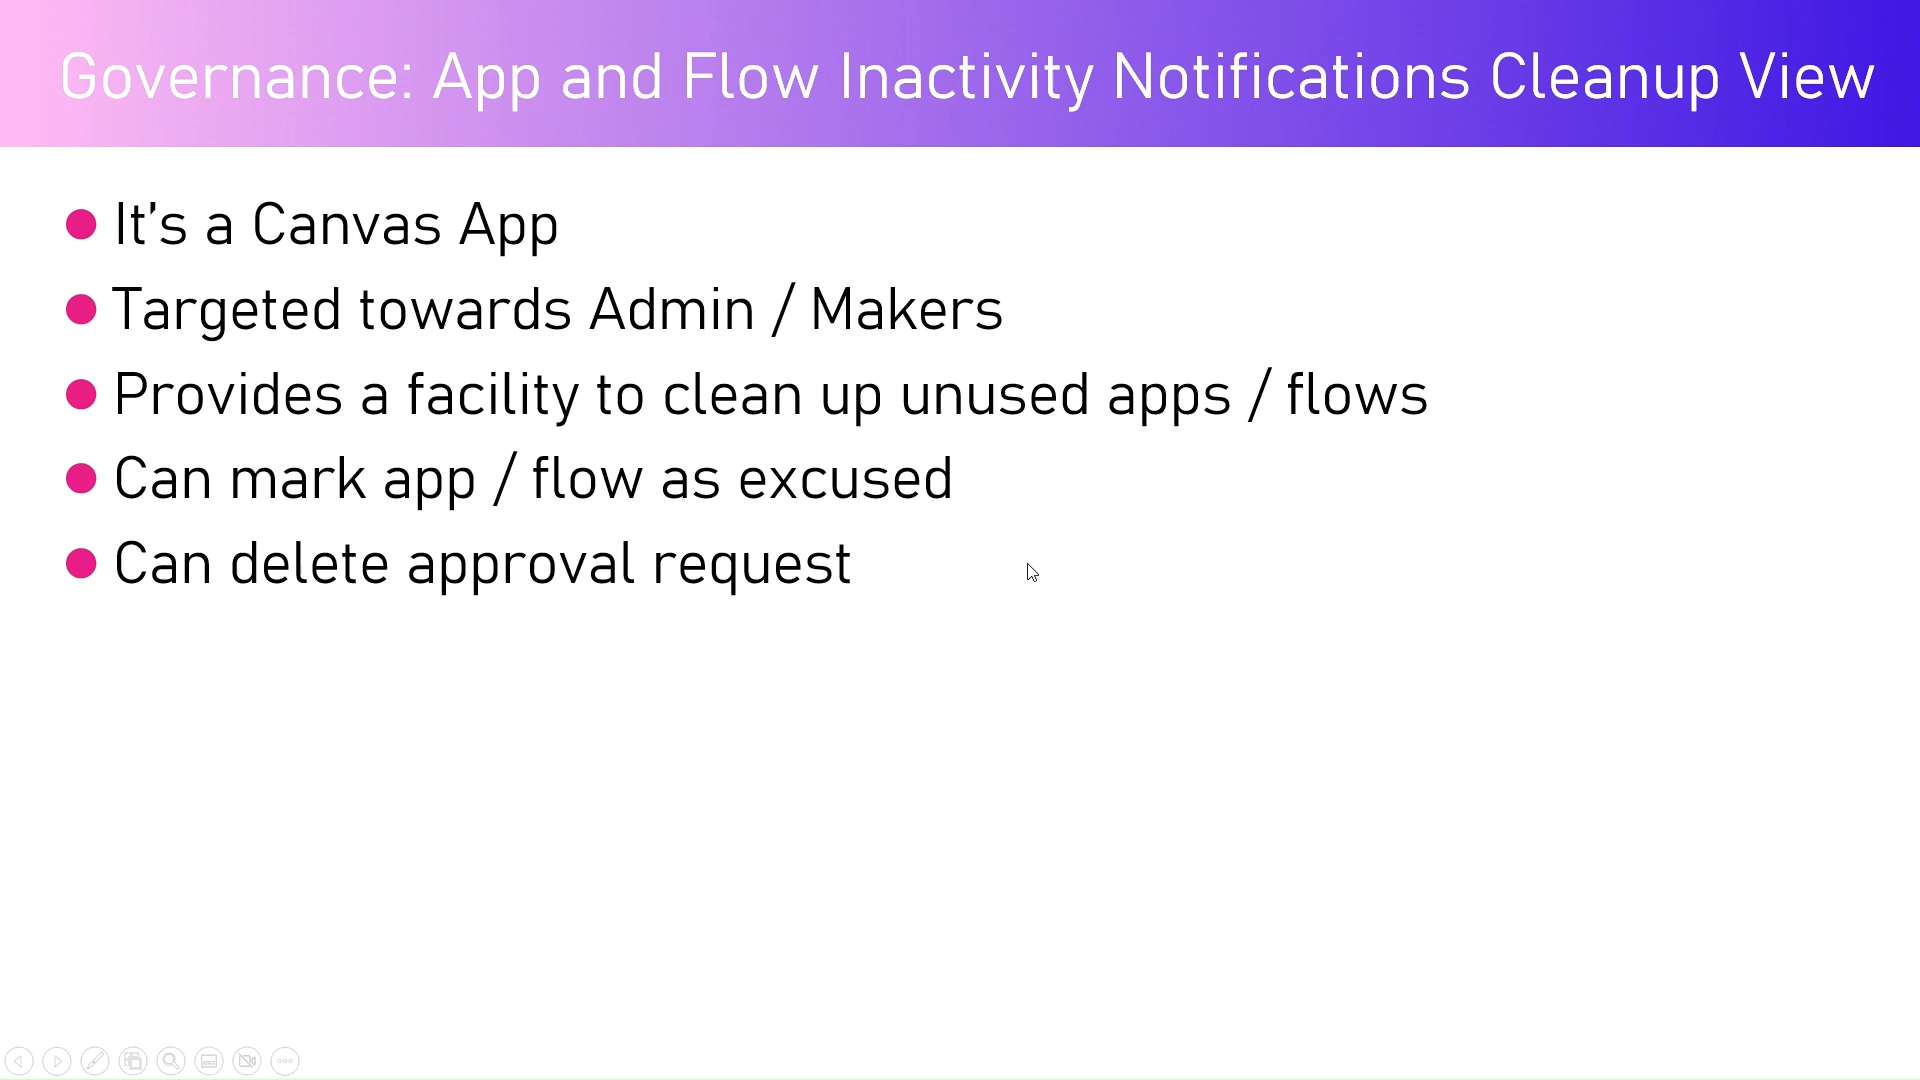 Governance: App and Flow Inactivity Notifications Cleanup View
It's a Canvas App
Targeted towards Admin / Makers
Provides a facility to clean up unused apps / flows
Can mark app / flow as excused
Can delete approval request